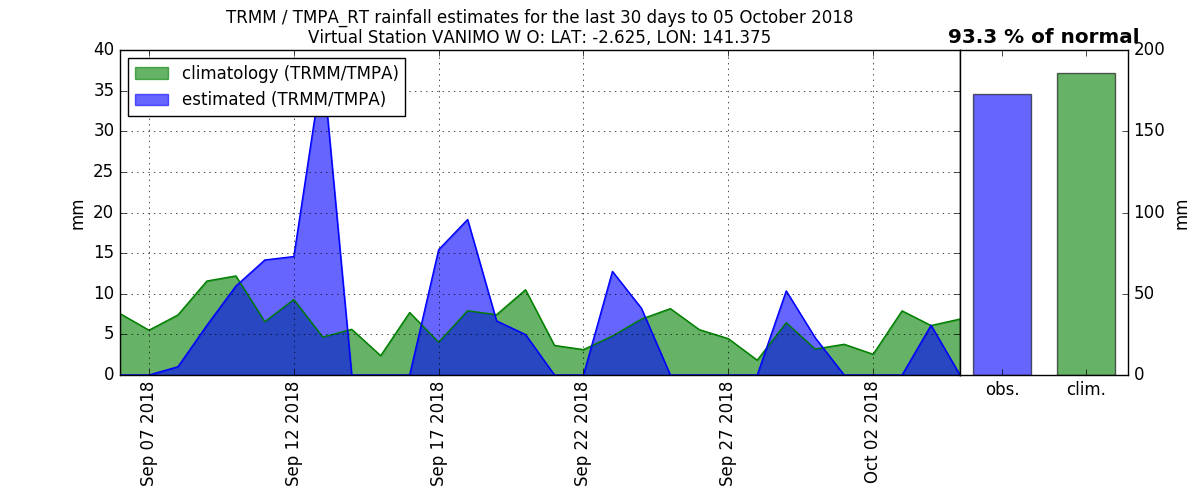 TRMM / TMPA_RT rainfall estimates for the last 30 days to 05 October 2018
Virtual Station VANIMO W O: LAT: -2.625, LON: 141.375
93.3 % of normal
climatology (TRMM/TMPA)
estimated (TRMM/TMPA)
40
35
30
25
20
15
10
5
0
mm
200
150
100
50
0
mm
Sep 07 2018
Sep 12 2018
Sep 17 2018
Sep 22 2018
Sep 27 2018
Oct 02 2018
obs.
clim.